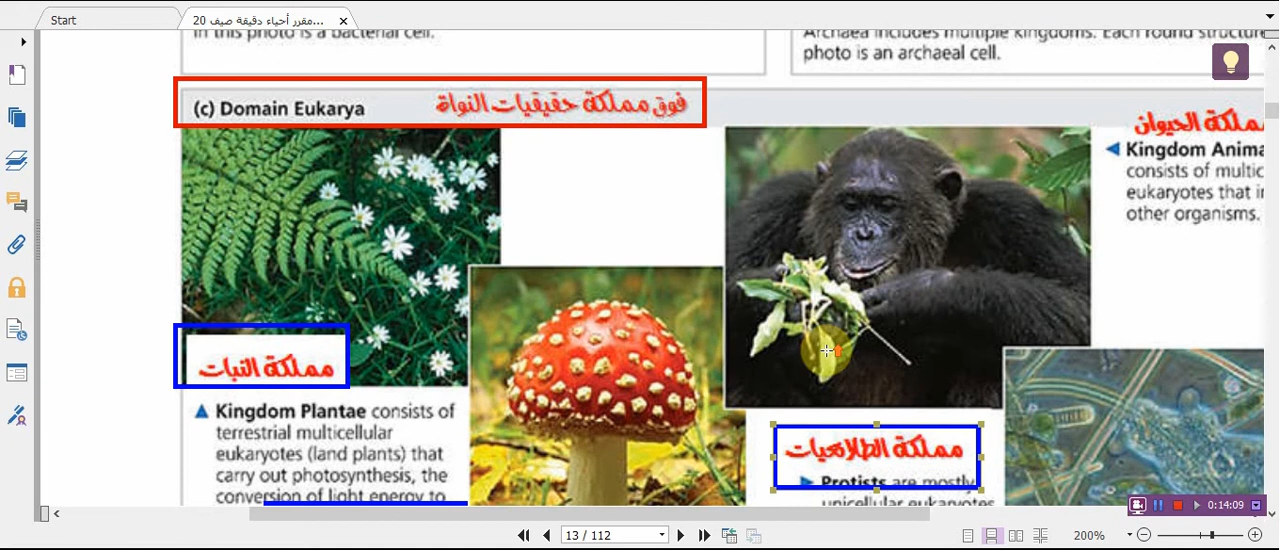 Start
مقرر أحياء دقيقة صيف 20...
in this photo is a bacterial cell.
Archaea includes multiple kingdoms. Each round structure
photo is an archaeal cell.
(c) Domain Eukarya
فوق مملكة حقيقيات النواة
مملكة الحيوان
Kingdom Anima
consists of multic
eukaryotes that in
other organisms.
مملكة النبات
Kingdom Plantae consists of
terrestrial multicellular
eukaryotes (land plants) that
carry out photosynthesis, the
conversion of light energy to
مملكة الطلائعيات
Protists are mostly
unicellular eukaryotes
0:14:09
13 / 112
200%